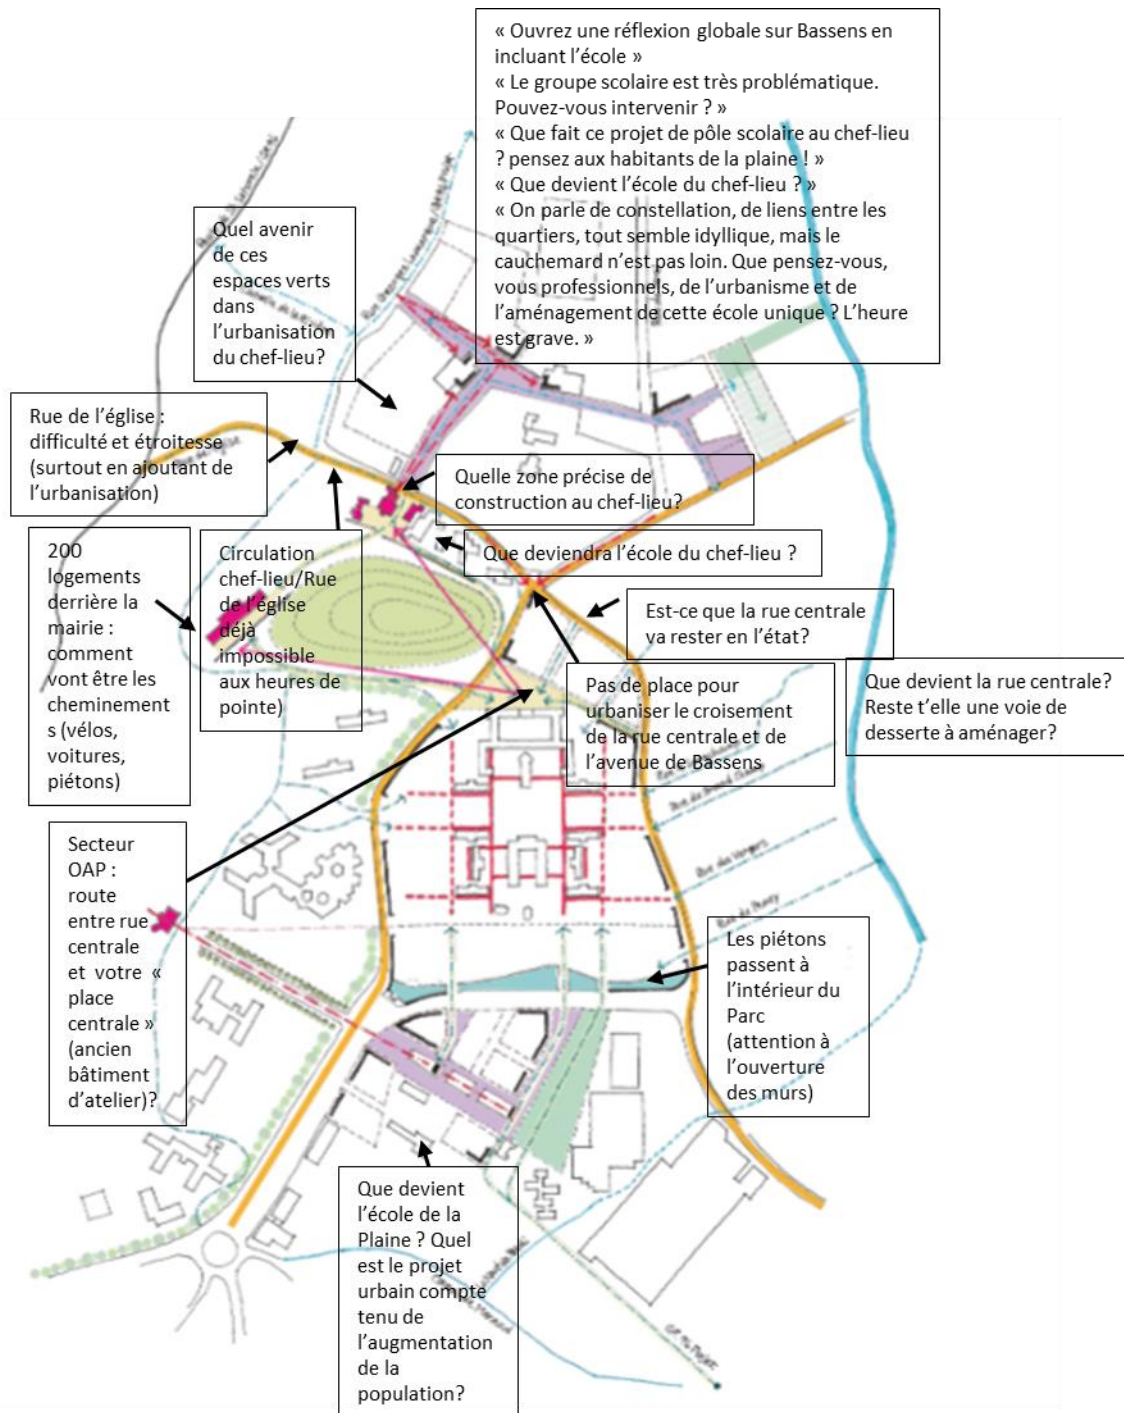 « Ouvrez une réflexion globale sur Bassens en
incluant l’école »
« Le groupe scolaire est très problématique.
Pouvez-vous intervenir ? »
« Que fait ce projet de pôle scolaire au chef-lieu
? pensez aux habitants de la plaine ! »
« Que devient l’école du chef-lieu ? »
« On parle de constellation, de liens entre les
quartiers, tout semble idyllique, mais le
cauchemard n’est pas loin. Que pensez-vous,
vous professionnels, de l’urbanisme et de
l’aménagement de cette école unique ? L’heure
est grave. »
Quel avenir
de ces
espaces verts
dans
l’urbanisation
du chef-lieu?
Rue de l’église :
difficulté et étroitesse
(surtout en ajoutant de
l’urbanisation)
Quelle zone précise de
construction au chef-lieu?
200
logements
derrière la
mairie :
comment
vont être les
cheminement
s (vélos,
voitures,
piétons)
Circulation
chef-lieu/Rue
de l’église
déjà
impossible
aux heures de
pointe)
Que deviendra l’école du chef-lieu ?
Est-ce que la rue centrale
va rester en l’état?
Pas de place pour
urbaniser le croisement
de la rue centrale et de
l’avenue de Bassens
Que devient la rue centrale?
Reste t’elle une voie de
desserte à aménager?
Rue des Vergers
Secteur
OAP :
route
entre rue
centrale
et votre «
place
centrale »
(ancien
bâtiment
d’atelier)?
Les piétons
passent à
l’intérieur du
Parc
(attention à
l’ouverture
des murs)
Que devient
l’école de la
Plaine ? Quel
est le projet
urbain compte
tenu de
l’augmentation
de la
population?